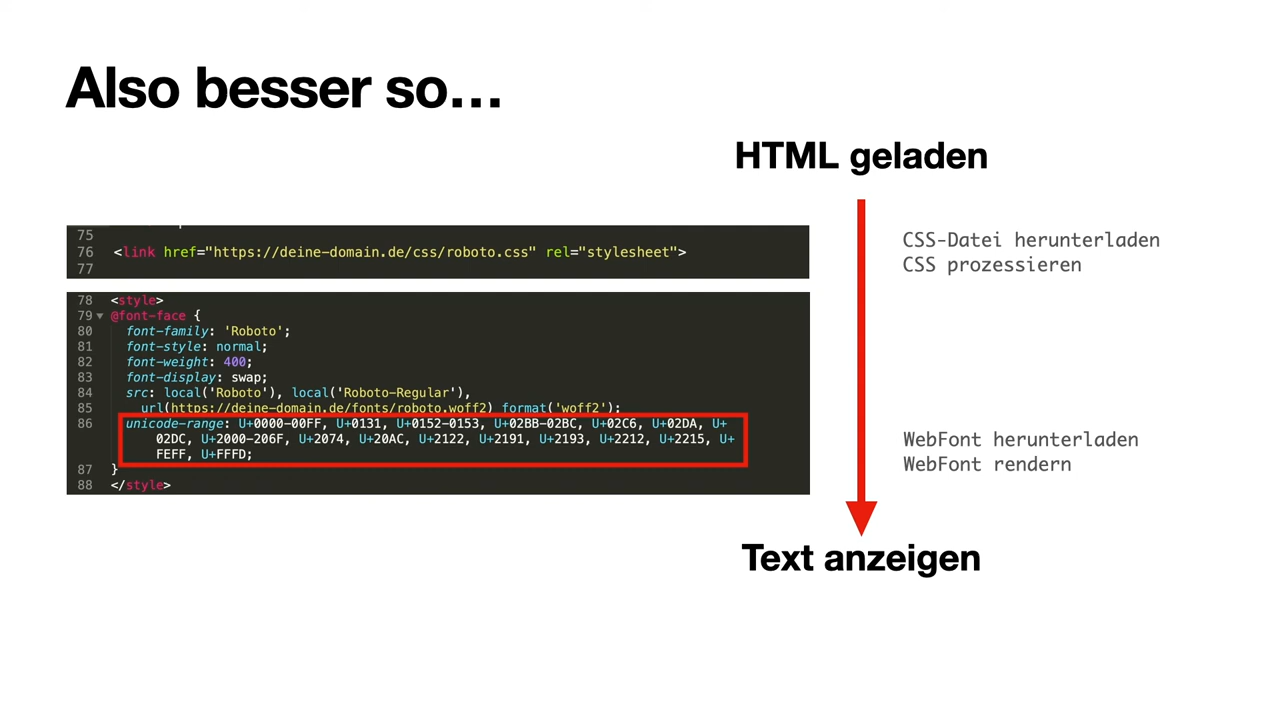 Also besser so…
HTML geladen
75
76 <link href="https://deine-domain.de/css/roboto.css" rel="stylesheet">
77
CSS-Datei herunterladen
CSS prozessieren
78 <style>
79 @font-face {
80 font-family: 'Roboto';
81 font-style: normal;
82 font-weight: 400;
83 font-display: swap;
84 src: local('Roboto'), local('Roboto-Regular'),
85 url(https://deine-domain.de/fonts/roboto.woff2) format('woff2');
86 unicode-range: U+0000-00FF, U+0131, U+0152-0153, U+02BB-02BC, U+02C6, U+02DA, U+
02DC, U+2000-206F, U+2074, U+20AC, U+2122, U+2191, U+2193, U+2212, U+2215, U+
FEFF, U+FFFD;
87 }
88 </style>
WebFont herunterladen
WebFont rendern
Text anzeigen